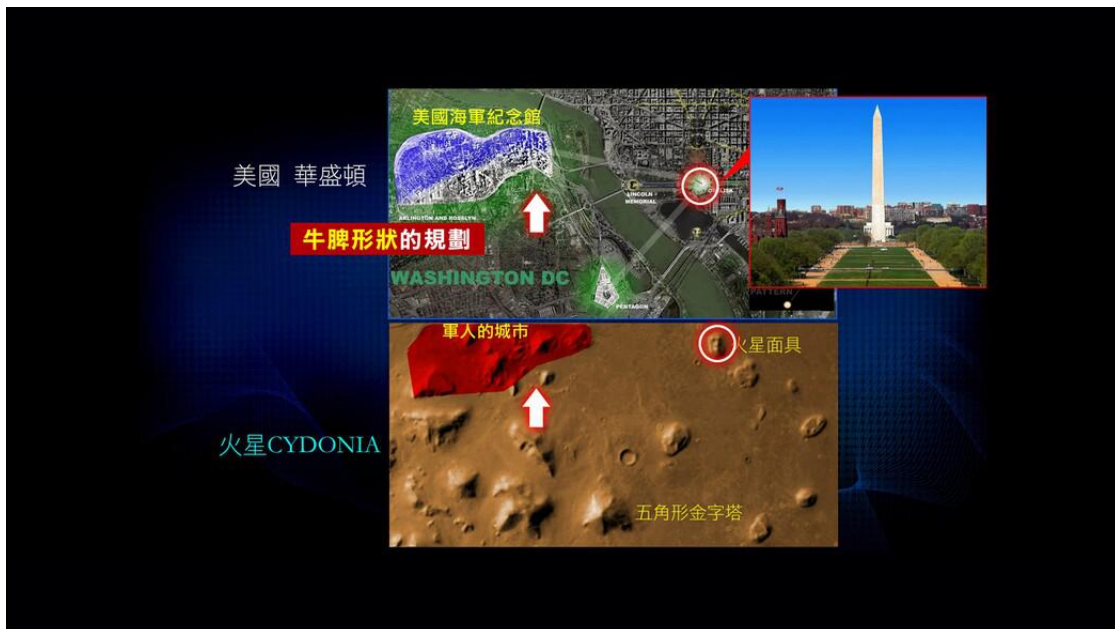 美國海軍紀念館
美國 華盛頓
LINCOLN
MEMORIAL
ARLINGTON AND ROSSLYN
牛脾形狀的規劃
WASHINGTON DC
PATTERN
PENTAGON
軍人的城市
火星面具
火星CYDONIA
五角形金字塔